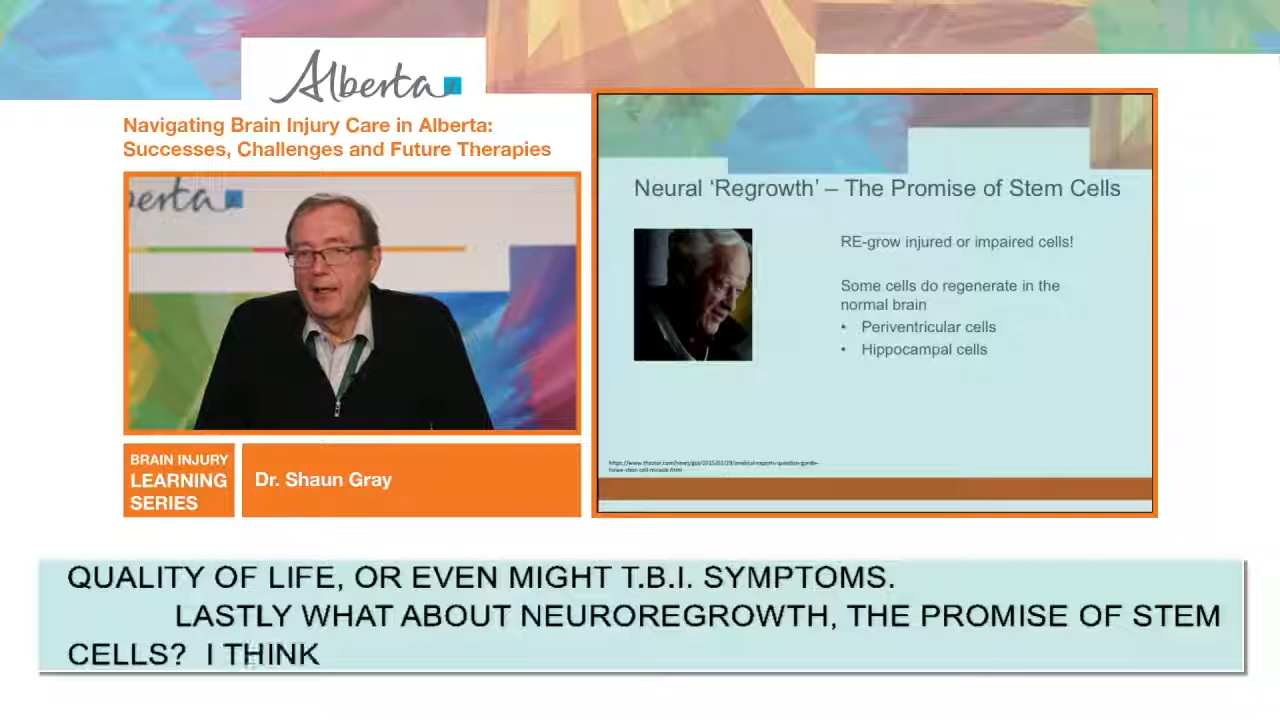 Alberta
Navigating Brain Injury Care in Alberta:
Successes, Challenges and Future Therapies
berta
BRAIN INJURY
LEARNING
SERIES
Dr. Shaun Gray
Neural ‘Regrowth’ – The Promise of Stem Cells
RE-grow injured or impaired cells!
Some cells do regenerate in the
normal brain
• Periventricular cells
• Hippocampal cells
QUALITY OF LIFE, OR EVEN MIGHT T.B.I. SYMPTOMS.
LASTLY WHAT ABOUT NEUROREGROWTH, THE PROMISE OF STEM
CELLS? I THINK